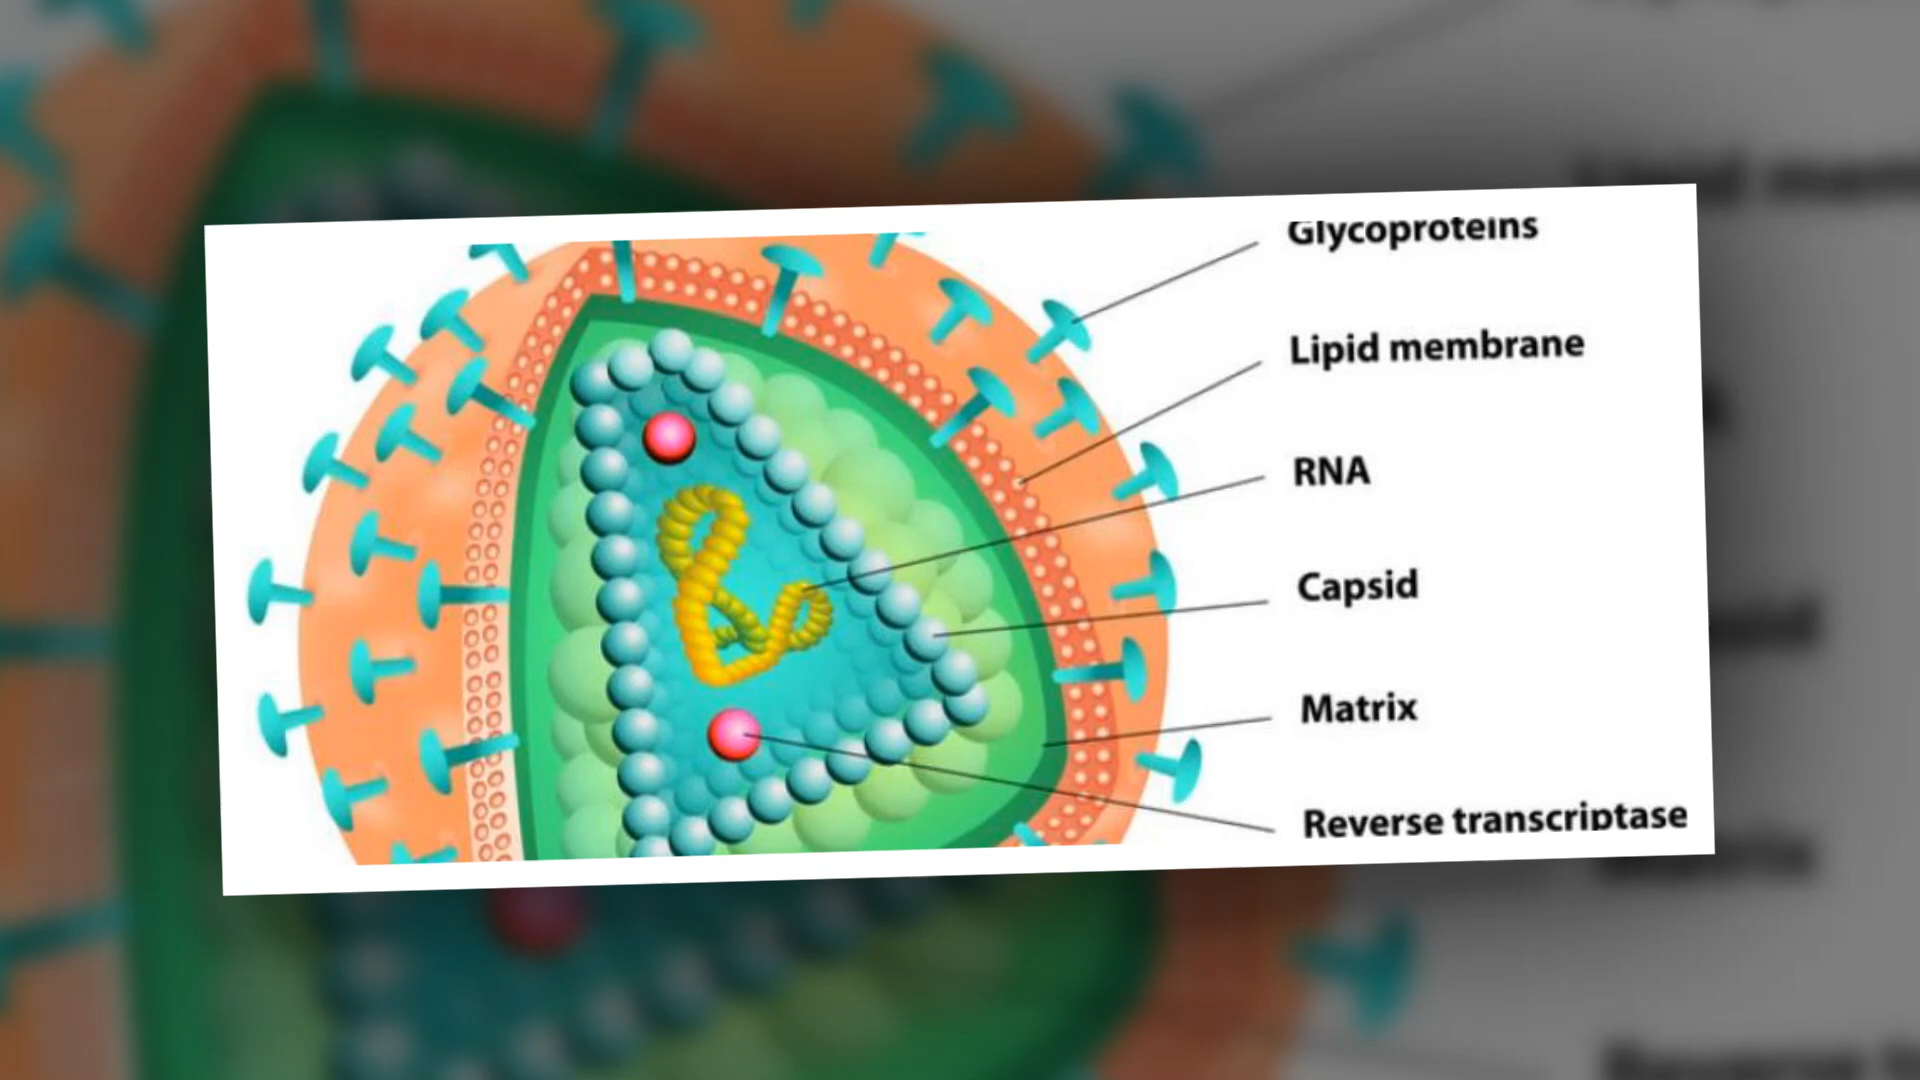 Glycoproteins
Lipid membrane
RNA
Capsid
Matrix
Reverse transcriptase